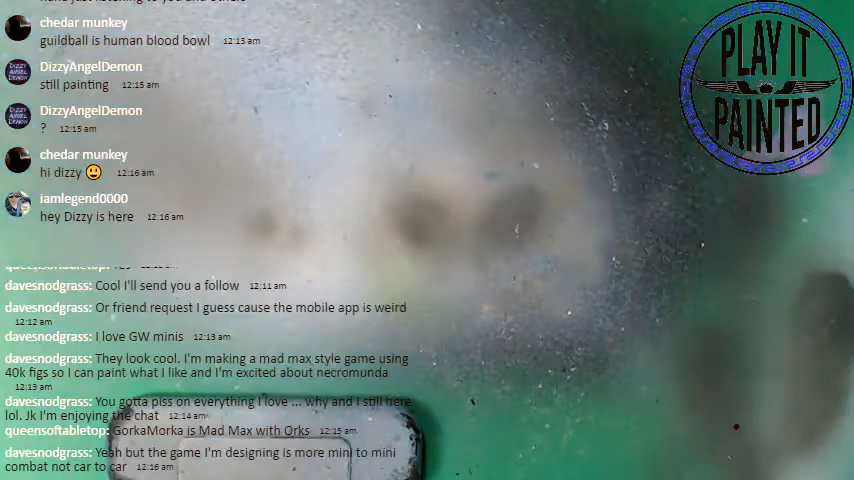 chedar munkey
guildball is human blood bowl 12:13 am
DizzyAngelDemon
still painting 12:15 am
DizzyAngelDemon
? 12:15 am
chedar munkey
hi dizzy 😀 12:16 am
iamlegend0000
hey Dizzy is here 12:16 am
davesnodgrass: Cool I'll send you a follow 12:11 am
davesnodgrass: Or friend request I guess cause the mobile app is weird
12:12 am
davesnodgrass: I love GW minis 12:13 am
davesnodgrass: They look cool. I'm making a mad max style game using
40k figs so I can paint what I like and I'm excited about necromunda
12:13 am
davesnodgrass: You gotta piss on everything I love ... why and I still here
lol. Jk I'm enjoying the chat 12:14 am
queensoftabletop: GorkaMorka is Mad Max with Orks 12:15 am
davesnodgrass: Yeah but the game I'm designing is more mini to mini
combat not car to car 12:16 am
PLAY IT
PAINTED
DIZZY
ANGEL
DEMON
DIZZY
ANGEL
DEMON